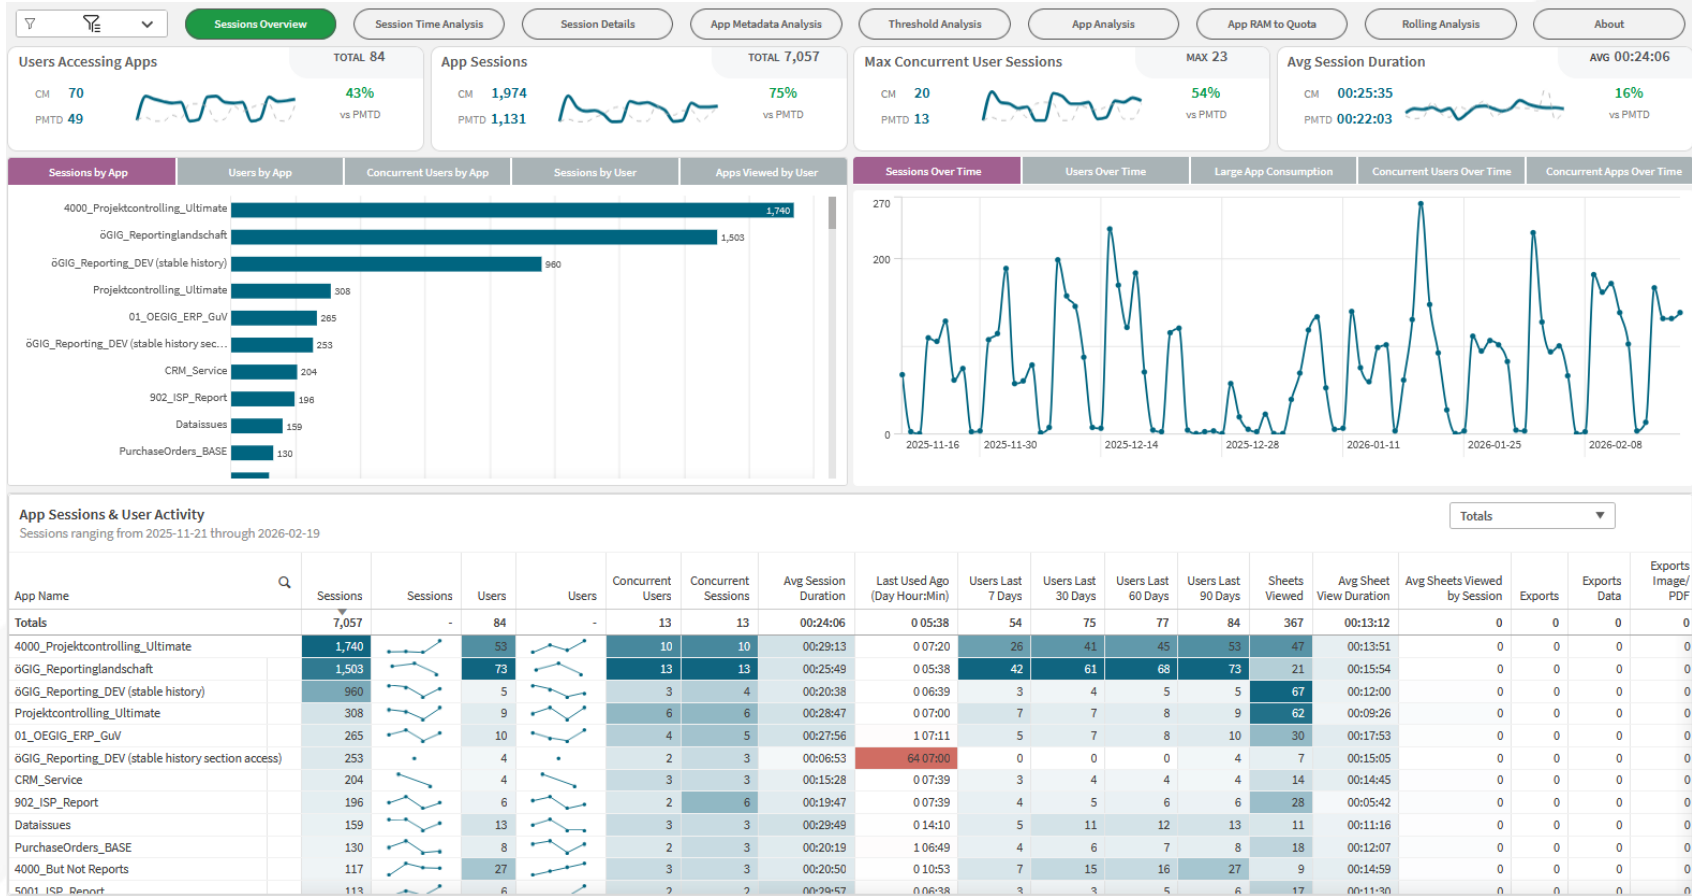 Sessions Overview
Session Time Analysis
Session Details
App Metadata Analysis
Threshold Analysis
App Analysis
App RAM to Quota
Rolling Analysis
About
Users Accessing Apps
TOTAL 84
CM 70
PMTD 49
43%
vs PMTD
App Sessions
TOTAL 7,057
CM 1,974
PMTD 1,131
75%
vs PMTD
Max Concurrent User Sessions
MAX 23
CM 20
PMTD 13
54%
vs PMTD
Avg Session Duration
AVG 00:24:06
CM 00:25:35
PMTD 00:22:03
16%
vs PMTD
Sessions by App
Users by App
Concurrent Users by App
Sessions by User
Apps Viewed by User
4000_Projektcontrolling_Ultimate 1,740
öGIG_Reportinglandschaft 1,503
öGIG_Reporting_DEV (stable history) 960
Projektcontrolling_Ultimate 308
01_OEGIG_ERP_GuV 265
öGIG_Reporting_DEV (stable history sec... 253
CRM_Service 204
902_ISP_Report 196
Dataissues 159
PurchaseOrders_BASE 130
Sessions Over Time
Users Over Time
Large App Consumption
Concurrent Users Over Time
Concurrent Apps Over Time
270
200
0
2025-11-16 2025-11-30 2025-12-14 2025-12-28 2026-01-11 2026-01-25 2026-02-08
App Sessions & User Activity
Sessions ranging from 2025-11-21 through 2026-02-19
Totals
App Name Sessions Sessions Users Users Concurrent Users Concurrent Sessions Avg Session Duration Last Used Ago (Day Hour:Min) Users Last 7 Days Users Last 30 Days Users Last 60 Days Users Last 90 Days Sheets Viewed Avg Sheet View Duration Avg Sheets Viewed by Session Exports Exports Data Exports Image/ PDF
Totals 7,057 - 84 - 13 13 00:24:06 0 05:38 54 75 77 84 367 00:13:12 0 0 0 0
4000_Projektcontrolling_Ultimate 1,740 53 10 10 00:29:13 0 07:20 26 41 45 53 47 00:13:51 0 0 0 0
öGIG_Reportinglandschaft 1,503 73 13 13 00:25:49 0 05:38 42 61 68 73 21 00:15:54 0 0 0 0
öGIG_Reporting_DEV (stable history) 960 5 3 4 00:20:38 0 06:39 3 4 5 5 67 00:12:00 0 0 0 0
Projektcontrolling_Ultimate 308 9 6 6 00:28:47 0 07:00 7 7 8 9 62 00:09:26 0 0 0 0
01_OEGIG_ERP_GuV 265 10 4 5 00:27:56 1 07:11 5 7 8 10 30 00:17:53 0 0 0 0
öGIG_Reporting_DEV (stable history section access) 253 4 2 3 00:06:53 64 07:00 0 0 0 4 7 00:15:05 0 0 0 0
CRM_Service 204 4 3 3 00:15:28 0 07:39 3 4 4 4 14 00:14:45 0 0 0 0
902_ISP_Report 196 6 2 6 00:19:47 0 07:39 4 5 6 6 28 00:05:42 0 0 0 0
Dataissues 159 13 3 3 00:29:49 0 14:10 5 11 12 13 11 00:11:16 0 0 0 0
PurchaseOrders_BASE 130 8 2 3 00:20:19 1 06:49 4 6 7 8 18 00:12:07 0 0 0 0
4000_But Not Reports 117 27 3 3 00:20:50 0 10:53 7 15 16 27 9 00:14:59 0 0 0 0
5001_ISP_Report 113 6 2 2 00:29:57 0 06:38 3 3 5 6 17 00:11:30 0 0 0 0